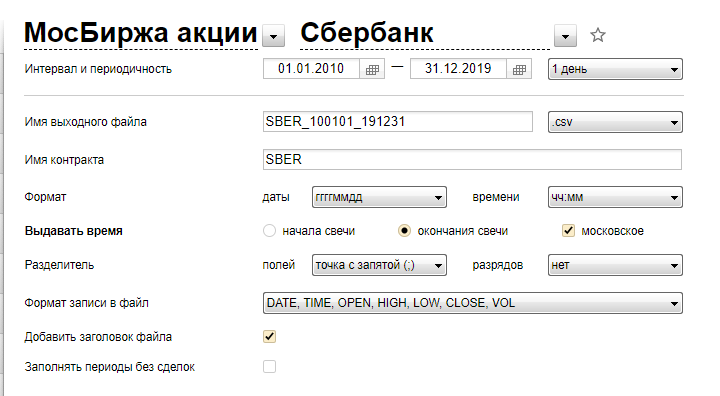 МосБиржа акции Сбербанк
Интервал и периодичность 01.01.2010 — 31.12.2019 1 день
Имя выходного файла SBER_100101_191231 .csv
Имя контракта SBER
Формат даты ггггммдд времени чч:мм
Выдавать время начала свечи окончания свечи московское
Разделитель полей точка с запятой (;) разрядов нет
Формат записи в файл DATE, TIME, OPEN, HIGH, LOW, CLOSE, VOL
Добавить заголовок файла
Заполнять периоды без сделок